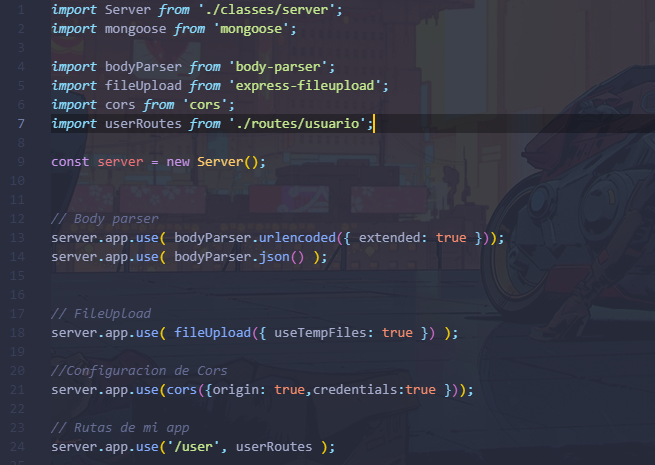 1 import Server from './classes/server';
2 import mongoose from 'mongoose';
3
4 import bodyParser from 'body-parser';
5 import fileUpload from 'express-fileupload';
6 import cors from 'cors';
7 import userRoutes from './routes/usuario';
8
9 const server = new Server();
10
11
12 // Body parser
13 server.app.use( bodyParser.urlencoded({ extended: true }));
14 server.app.use( bodyParser.json() );
15
16
17 // FileUpload
18 server.app.use( fileUpload({ useTempFiles: true }) );
19
20 //Configuracion de Cors
21 server.app.use(cors({origin: true,credentials:true }));
22
23 // Rutas de mi app
24 server.app.use('/user', userRoutes );